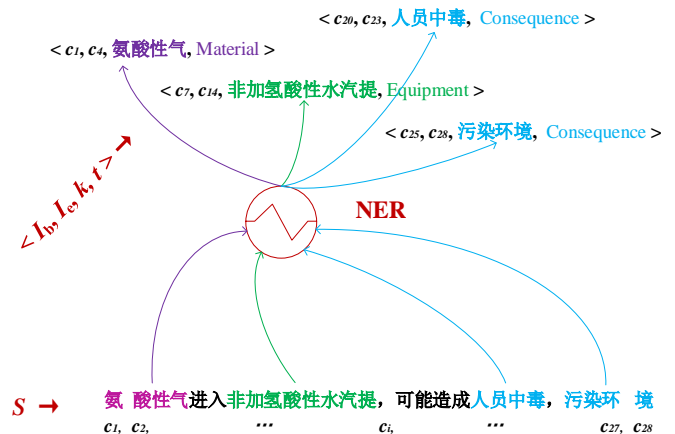 < c20, c23, 人员中毒, Consequence >
< c1, c4, 氨酸性气, Material >
< c7, c14, 非加氢酸性水汽提, Equipment >
< c25, c28, 污染环境, Consequence >
< Ib, Ie, k, t > →
NER
S → 氨 酸性气进入非加氢酸性水汽提，可能造成人员中毒，污染环 境
c1, c2, ... ci, ... c27, c28